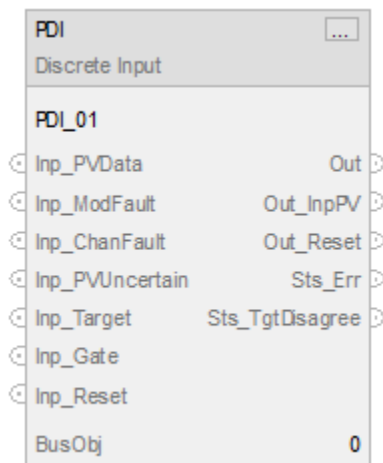 PDI ...
Discrete Input
PDI_01
Inp_PVData Out
Inp_ModFault Out_InpPV
Inp_ChanFault Out_Reset
Inp_PVUncertain Sts_Err
Inp_Target Sts_TgtDisagree
Inp_Gate
Inp_Reset
BusObj 0